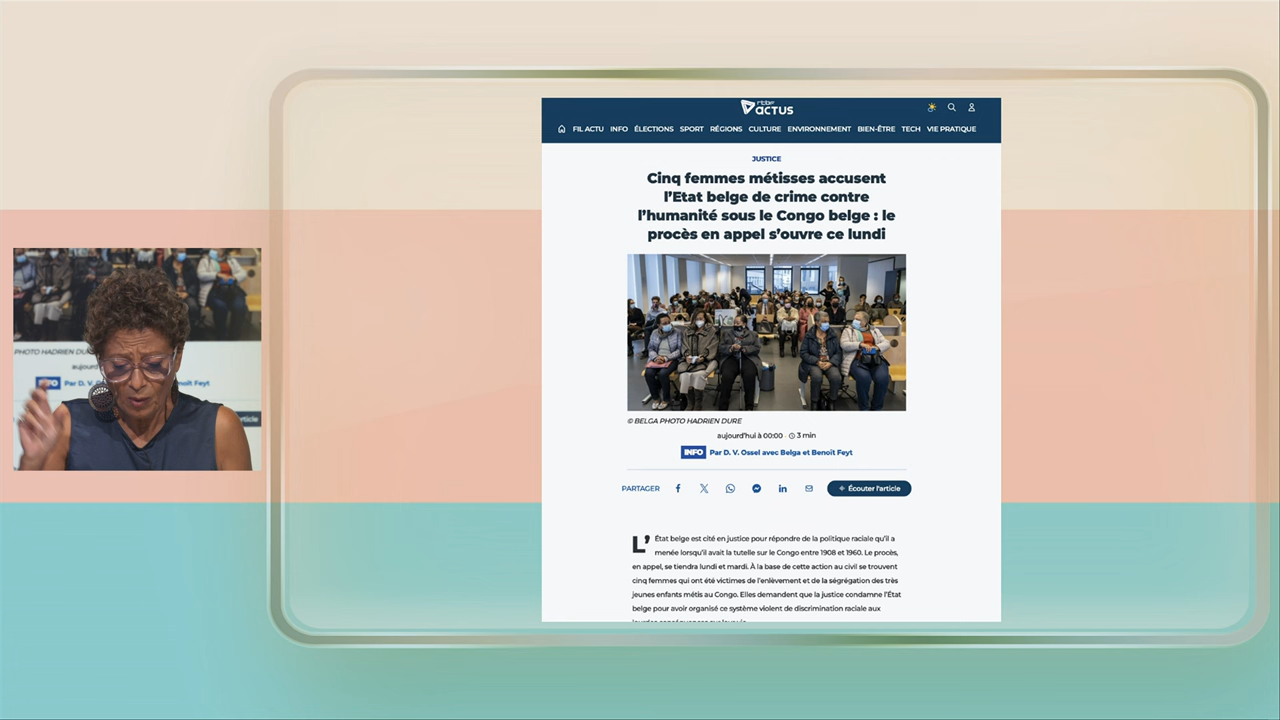 rtbf
ACTUS
FIL ACTU INFO ÉLECTIONS SPORT RÉGIONS CULTURE ENVIRONNEMENT BIEN-ÊTRE TECH VIE PRATIQUE
JUSTICE
Cinq femmes métisses accusent
l'Etat belge de crime contre
l'humanité sous le Congo belge : le
procès en appel s'ouvre ce lundi
© BELGA PHOTO HADRIEN DURE
aujourd'hui à 00:00 · 3 min
INFO Par D. V. Ossel avec Belga et Benoît Feyt
PARTAGER
Écouter l'article
L'État belge est cité en justice pour répondre de la politique raciale qu'il a
menée lorsqu'il avait la tutelle sur le Congo entre 1908 et 1960. Le procès,
en appel, se tiendra lundi et mardi. À la base de cette action au civil se trouvent
cinq femmes qui ont été victimes de l'enlèvement et de la ségrégation des très
jeunes enfants métis au Congo. Elles demandent que la justice condamne l'État
belge pour avoir organisé ce système violent de discrimination raciale aux
PHOTO HADRIEN DU
aujourd
INFO Par D. V. O
noît Feyt
article